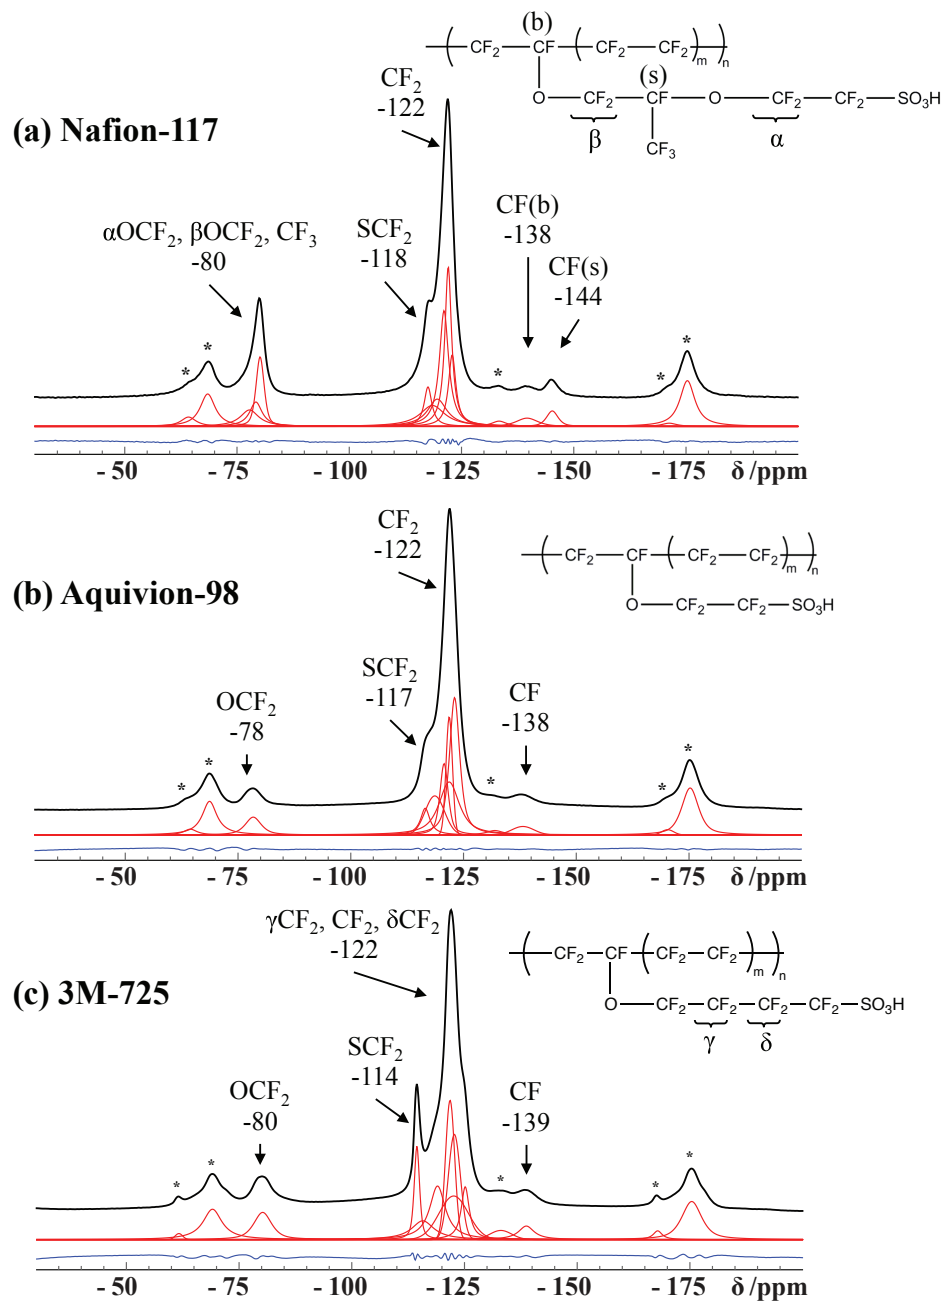 (b)
CF2 CF CF2 CF2 m n
(s)
O CF2 CF O CF2 CF2 SO3H
β α
CF3
(a) Nafion-117
CF2
-122
αOCF2, βOCF2, CF3
-80
SCF2
-118
CF(b)
-138
CF(s)
-144
* * * * *
- 50 - 75 - 100 - 125 - 150 - 175 δ /ppm
CF2 CF CF2 CF2 m n
O CF2 CF2 SO3H
(b) Aquivion-98
CF2
-122
SCF2
-117
OCF2
-78
CF
-138
* * * * *
- 50 - 75 - 100 - 125 - 150 - 175 δ /ppm
γCF2, CF2, δCF2
-122
CF2 CF CF2 CF2 m n
O CF2 CF2 CF2 CF2 SO3H
γ δ
(c) 3M-725
SCF2
-114
OCF2
-80
CF
-139
* * * * *
- 50 - 75 - 100 - 125 - 150 - 175 δ /ppm